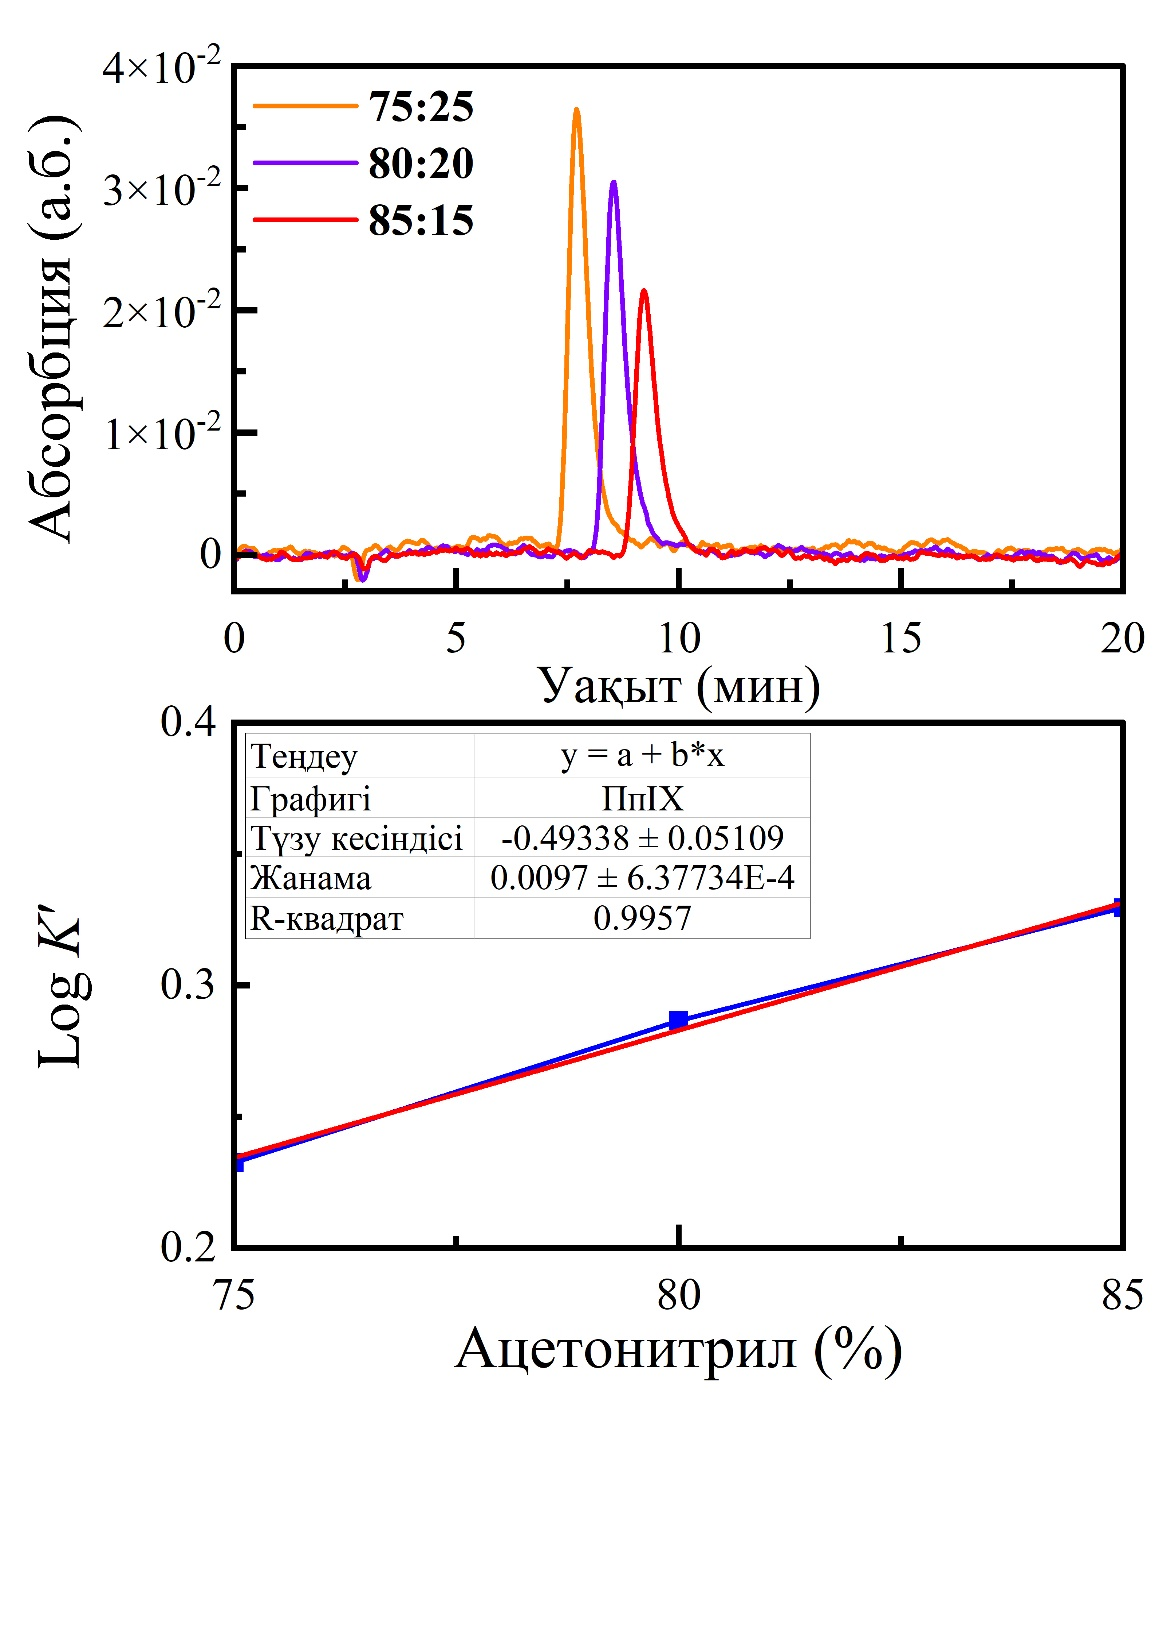 4×10-2
3×10-2
2×10-2
1×10-2
0
Абсорбция (а.б.)
75:25
80:20
85:15
0 5 10 15 20
Уақыт (мин)
0.4
0.3
0.2
Log K'
Теңдеу y = a + b*x
Графигі ПпIX
Түзу кесіндісі -0.49338 ± 0.05109
Жанама 0.0097 ± 6.37734E-4
R-квадрат 0.9957
75 80 85
Ацетонитрил (%)